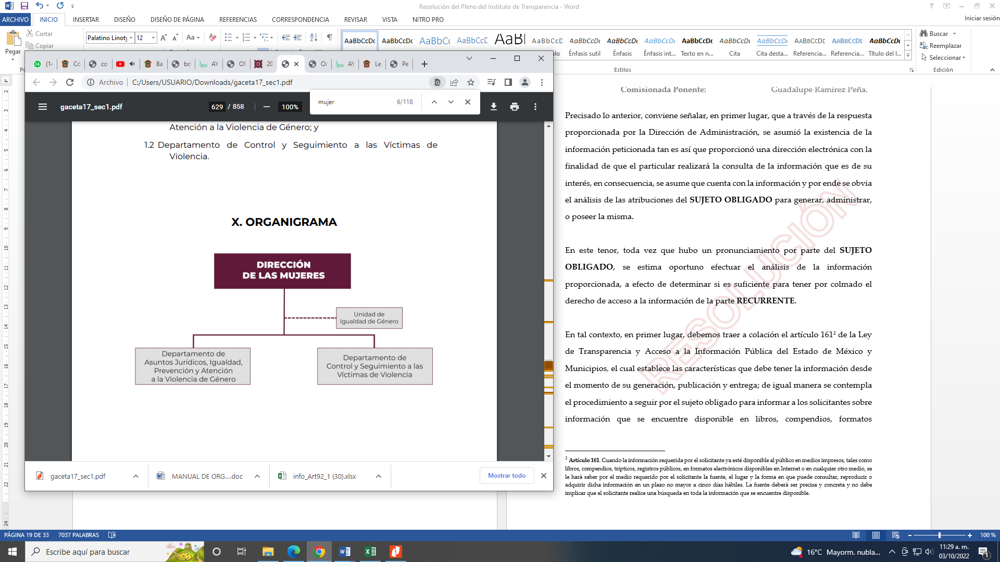 Resolución del Pleno del Instituto de Transparencia - Word
Iniciar sesión
ARCHIVO INICIO INSERTAR DISEÑO DISEÑO DE PÁGINA REFERENCIAS CORRESPONDENCIA REVISAR VISTA NITRO PRO
Pegar
Cortar
Copiar
Palatino Linoty 12
AaBbCcDc AaBbCcDc AaBbCc AaBbCcD AaBl AaBbCcD AaBbCcDc AaBbCcDc AaBbCcDc AaBbCcDc AaBbCcDc AaBbCcDc AABBCCDE AABBCCDE AaBbCcDc
Énfasis sutil Énfasis Énfasis int... Texto en n... Cita Cita desta... Referencia... Referencia... Título del l...
Estilos
Buscar
Reemplazar
Seleccionar
Edición
(14 Có co Ba bd AY OF 20 Or AY Le Pe
Archivo C:/Users/USUARIO/Downloads/gaceta17_sec1.pdf
mujer 6/118
gaceta17_sec1.pdf 629 / 858 100%
Atención a la Violencia de Género; y
1.2 Departamento de Control y Seguimiento a las Víctimas de
Violencia.
X. ORGANIGRAMA
DIRECCIÓN
DE LAS MUJERES
Unidad de
Igualdad de Género
Departamento de
Asuntos Jurídicos, Igualdad,
Prevención y Atención
a la Violencia de Género
Departamento de
Control y Seguimiento a las
Víctimas de Violencia
gaceta17_sec1.pdf MANUAL DE ORG....doc info_Art92_1 (30).xlsx Mostrar todo
Comisionada Ponente: Guadalupe Ramírez Peña.
Precisado lo anterior, conviene señalar, en primer lugar, que a través de la respuesta
proporcionada por la Dirección de Administración, se asumió la existencia de la
información peticionada tan es así que proporcionó una dirección electrónica con la
finalidad de que el particular realizará la consulta de la información que es de su
interés, en consecuencia, se asume que cuenta con la información y por ende se obvia
el análisis de las atribuciones del SUJETO OBLIGADO para generar, administrar,
o poseer la misma.
En este tenor, toda vez que hubo un pronunciamiento por parte del SUJETO
OBLIGADO, se estima oportuno efectuar el análisis de la información
proporcionada, a efecto de determinar si es suficiente para tener por colmado el
derecho de acceso a la información de la parte RECURRENTE.
En tal contexto, en primer lugar, debemos traer a colación el artículo 161² de la Ley
de Transparencia y Acceso a la Información Pública del Estado de México y
Municipios, el cual establece las características que debe tener la información desde
el momento de su generación, publicación y entrega; de igual manera se contempla
el procedimiento a seguir por el sujeto obligado para informar a los solicitantes sobre
información que se encuentre disponible en libros, compendios, formatos
RESOLUCIÓN
² Artículo 161. Cuando la información requerida por el solicitante ya esté disponible al público en medios impresos, tales como
libros, compendios, trípticos, registros públicos, en formatos electrónicos disponibles en Internet o en cualquier otro medio, se
le hará saber por el medio requerido por el solicitante la fuente, el lugar y la forma en que puede consultar, reproducir o
adquirir dicha información en un plazo no mayor a cinco días hábiles. La fuente deberá ser precisa y concreta y no debe
implicar que el solicitante realice una búsqueda en toda la información que se encuentre disponible.
PÁGINA 19 DE 33 7037 PALABRAS 100 %
Escribe aquí para buscar
16°C Mayorm. nubla...
11:29 a. m.
03/10/2022
1